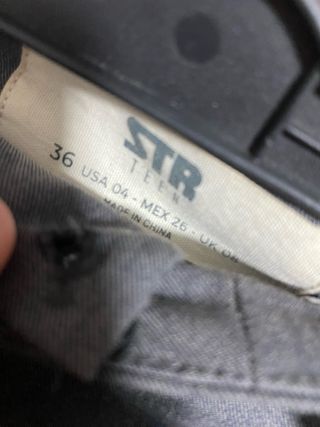 STR
TEEN
36 USA 04 - MEX 26 - UK 04
MADE IN CHINA